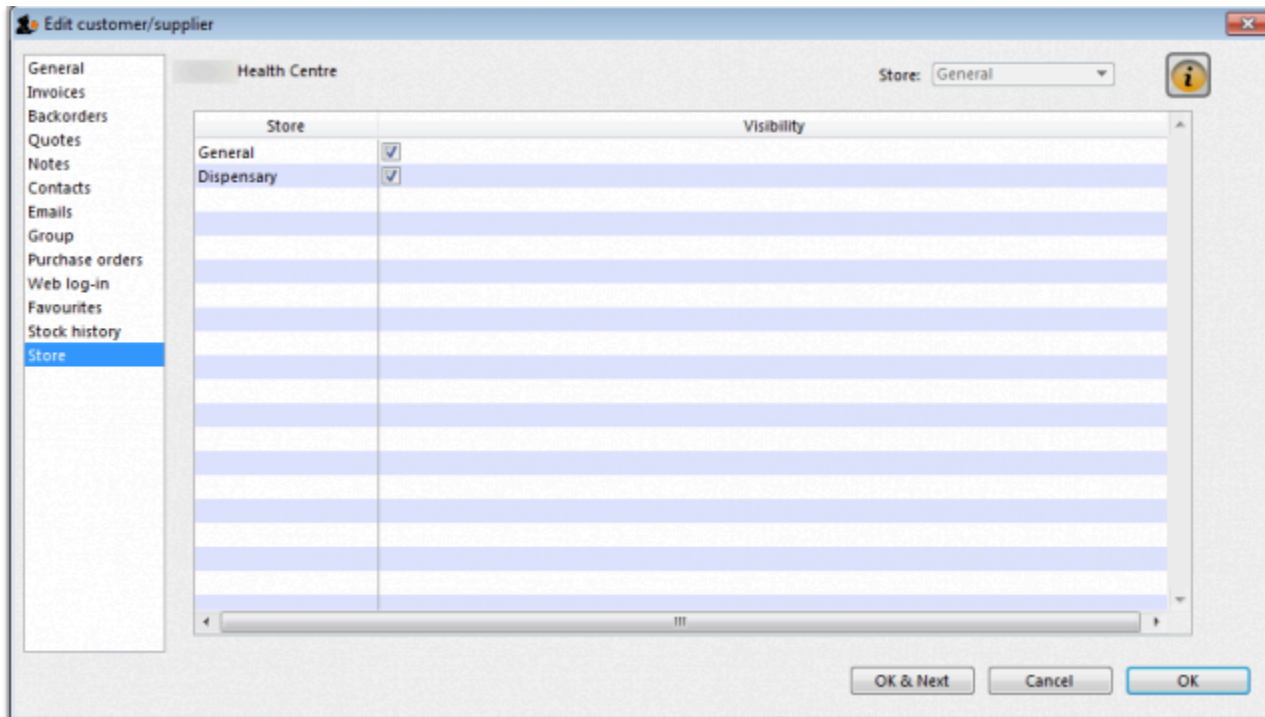 Edit customer/supplier
General
Invoices
Backorders
Quotes
Notes
Contacts
Emails
Group
Purchase orders
Web log-in
Favourites
Stock history
Store
Health Centre
Store: General
Store Visibility
General
Dispensary
OK & Next Cancel OK